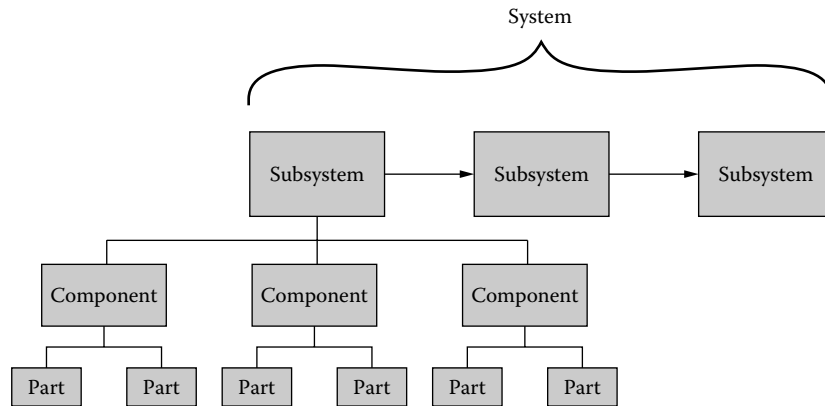 System
Subsystem
Subsystem
Subsystem
Component
Component
Component
Part
Part
Part
Part
Part
Part